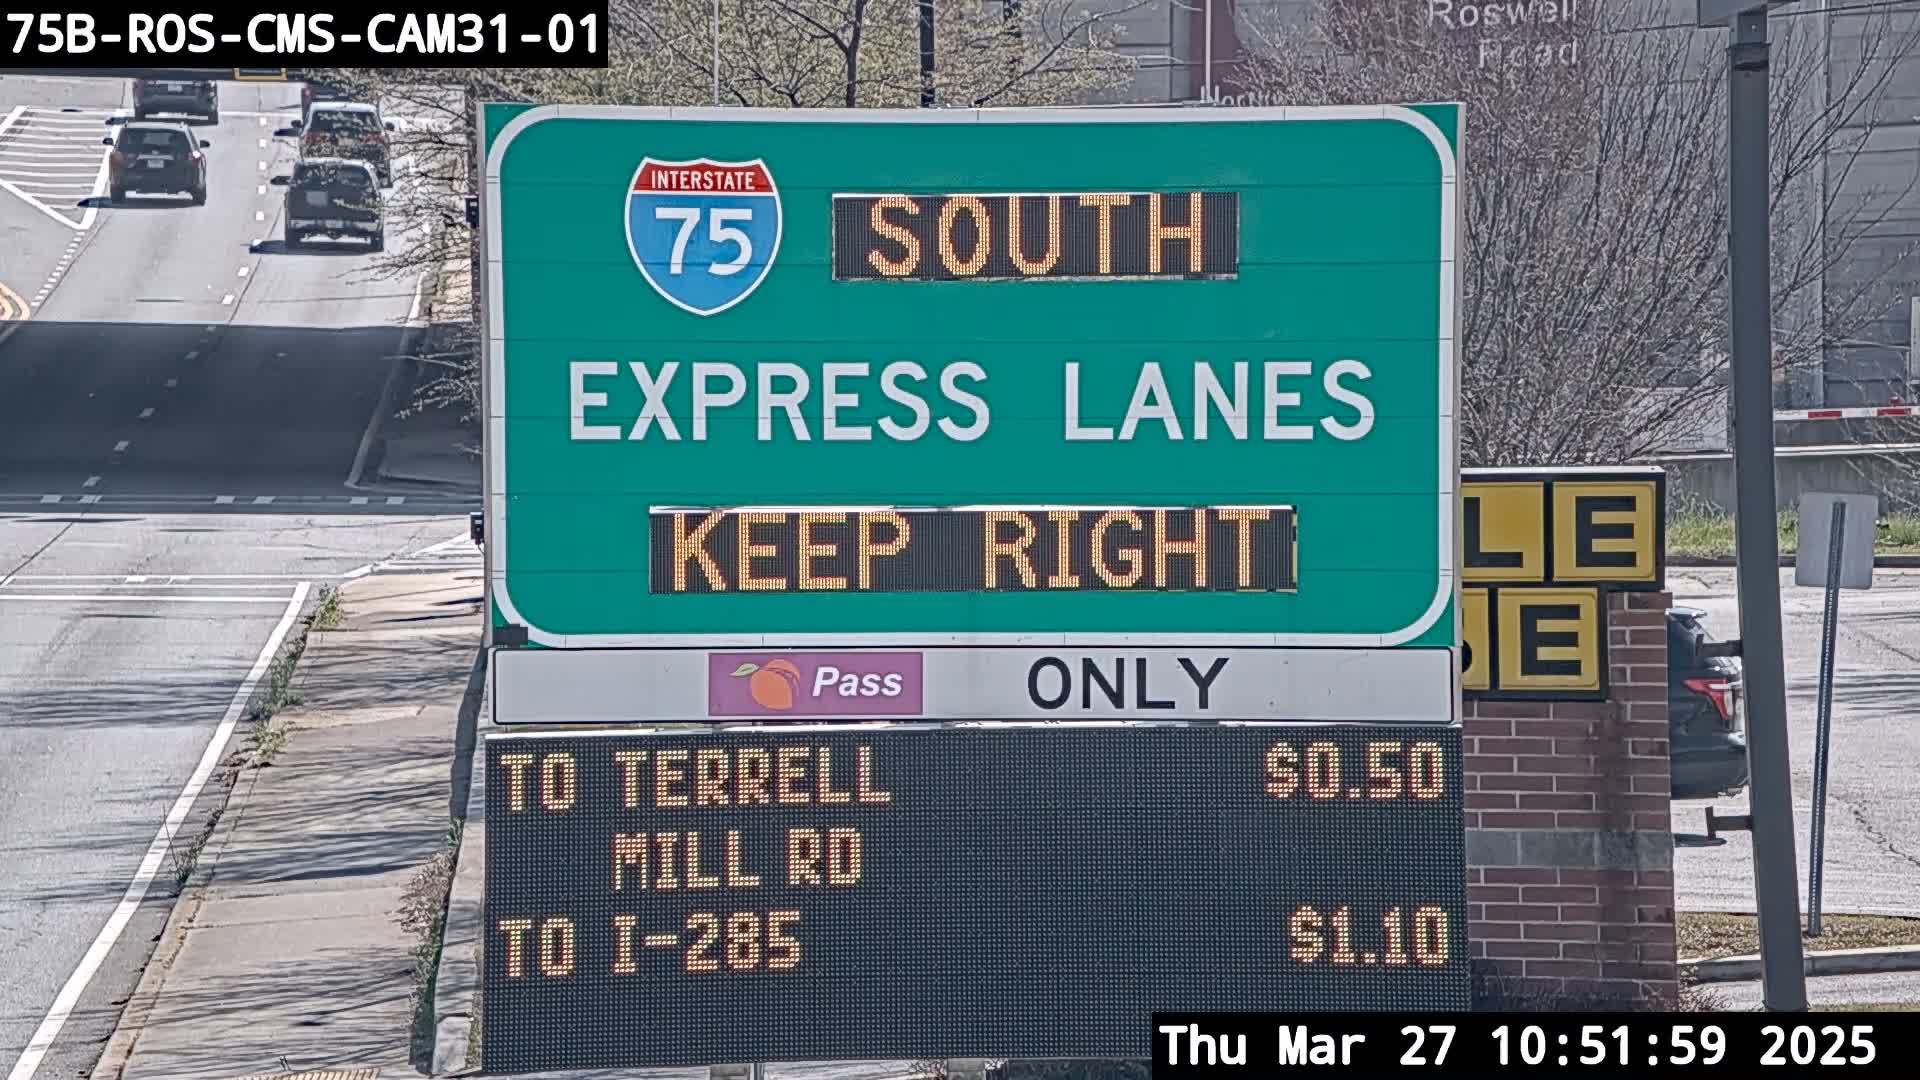 75B-ROS-CMS-CAM31-01
Roswell
Road
INTERSTATE
75
SOUTH
EXPRESS LANES
KEEP RIGHT
LE
E
Pass ONLY
TO TERRELL $0.50
MILL RD
TO I-285 $1.10
Thu Mar 27 10:51:59 2025